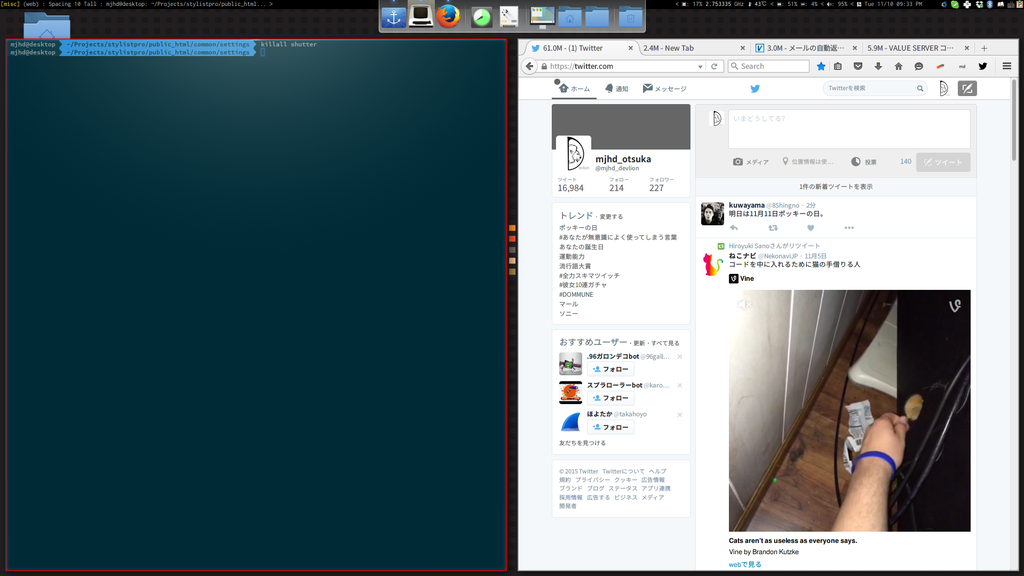 [misc] (web) : Spacing 10 Tall : mjhd@desktop: ~/Projects/stylistpro/public_html... >
17% 2.753335 GHz
43℃
51%
4%
95%
Tue 11/10 09:33 PM
mjhd@desktop ~/Projects/stylistpro/public_html/common/settings killall shutter
mjhd@desktop ~/Projects/stylistpro/public_html/common/settings
61.0M - (1) Twitter
2.4M - New Tab
3.0M - メールの自動返...
5.9M - VALUE SERVER コ...
https://twitter.com
Search
ホーム
通知
メッセージ
Twitterを検索
mjhd_otsuka
@mjhd_devlion
ツイート フォロー フォロワー
16,984 214 227
トレンド · 変更する
ポッキーの日
#あなたが無意識によく使ってしまう言葉
あなたの誕生日
運動能力
流行語大賞
#全力スキマツイッチ
#彼女10連ガチャ
#DOMMUNE
マール
ソニー
おすすめユーザー · 更新 · すべて見る
.96ガロンデコbot @96gall...
フォロー
スプラローラーbot @karo...
フォロー
ほよたか @takahoyo
フォロー
友だちを見つける
© 2015 Twitter Twitterについて ヘルプ
規約 プライバシー クッキー 広告情報
ブランド ブログ ステータス アプリ連携
採用情報 広告する ビジネス メディア
開発者
いまどうしてる?
メディア
位置情報は使...
投票
140
ツイート
1件の新着ツイートを表示
kuwayama @8Shingno · 2分
明日は11月11日ポッキーの日。
Hiroyuki Sanoさんがリツイート
ねこナビ @NekonaviJP · 11月5日
コードを中に入れるために猫の手借りる人
Vine
Cats aren't as useless as everyone says.
Vine by Brandon Kutzke
webで見る